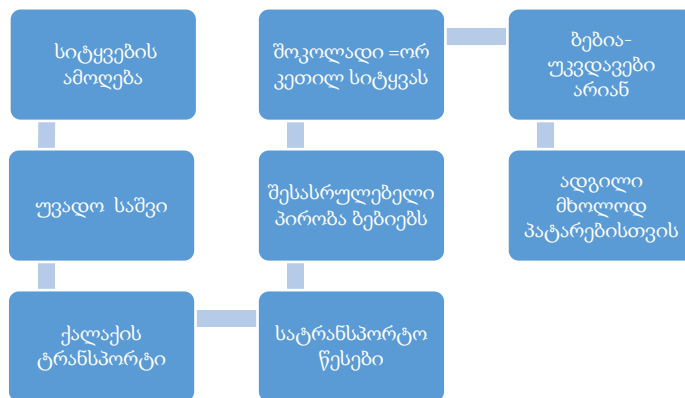 სიტყვების
ამოღება
უვადო საშვი
ქალაქის
ტრანსპორტი
სატრანსპორტო
წესები
შესასრულებელი
პირობა ბებიებს
შოკოლადი =ორ
კეთილ სიტყვას
ბებია-
უკვდავები
არიან
ადგილი
მხოლოდ
პატარებისთვის